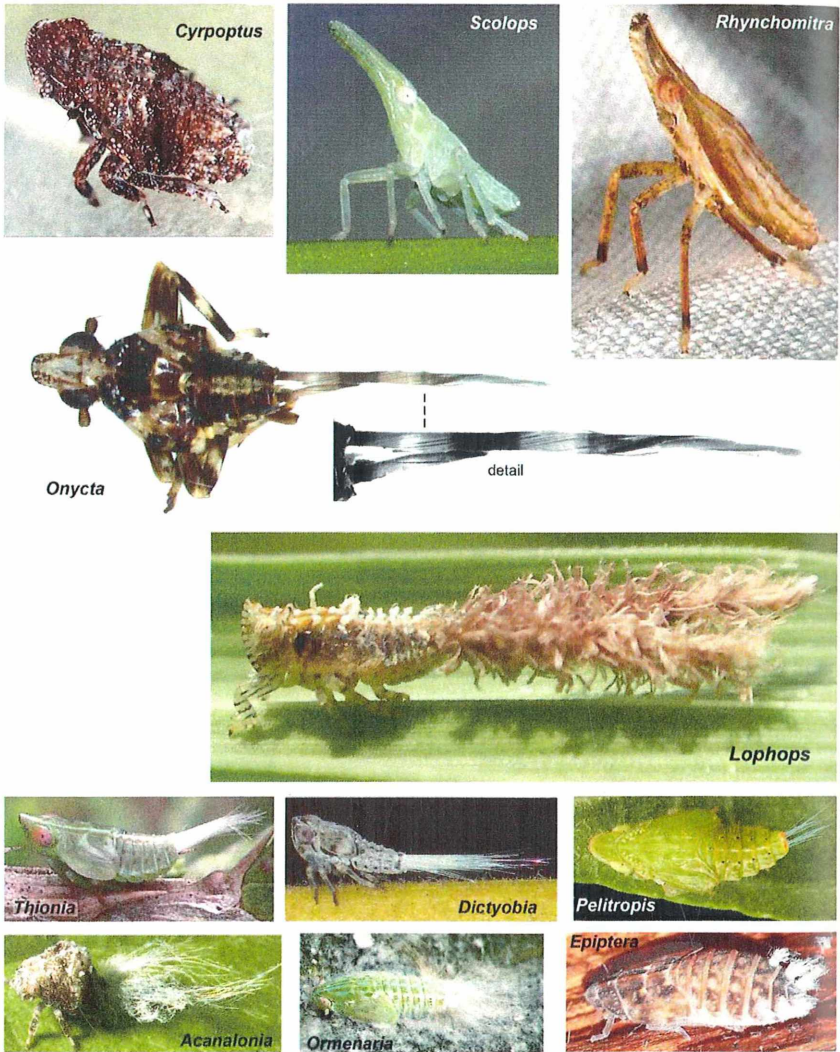 Cyrpoptus
Scolops
Rhynchomitra
Onycta
detail
Lophops
Thionia
Dictyobia
Pelitropis
Acanalonia
Ormenaria
Epiptera